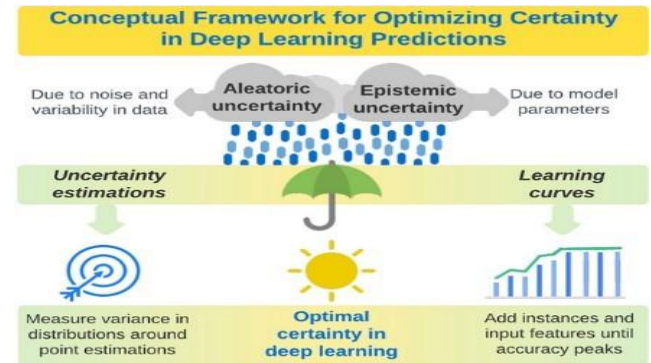 Conceptual Framework for Optimizing Certainty
in Deep Learning Predictions
Due to noise and
variability in data
Aleatoric
uncertainty
Epistemic
uncertainty
Due to model
parameters
Uncertainty
estimations
Learning
curves
Measure variance in
distributions around
point estimations
Optimal
certainty in
deep learning
Add instances and
input features until
accuracy peaks